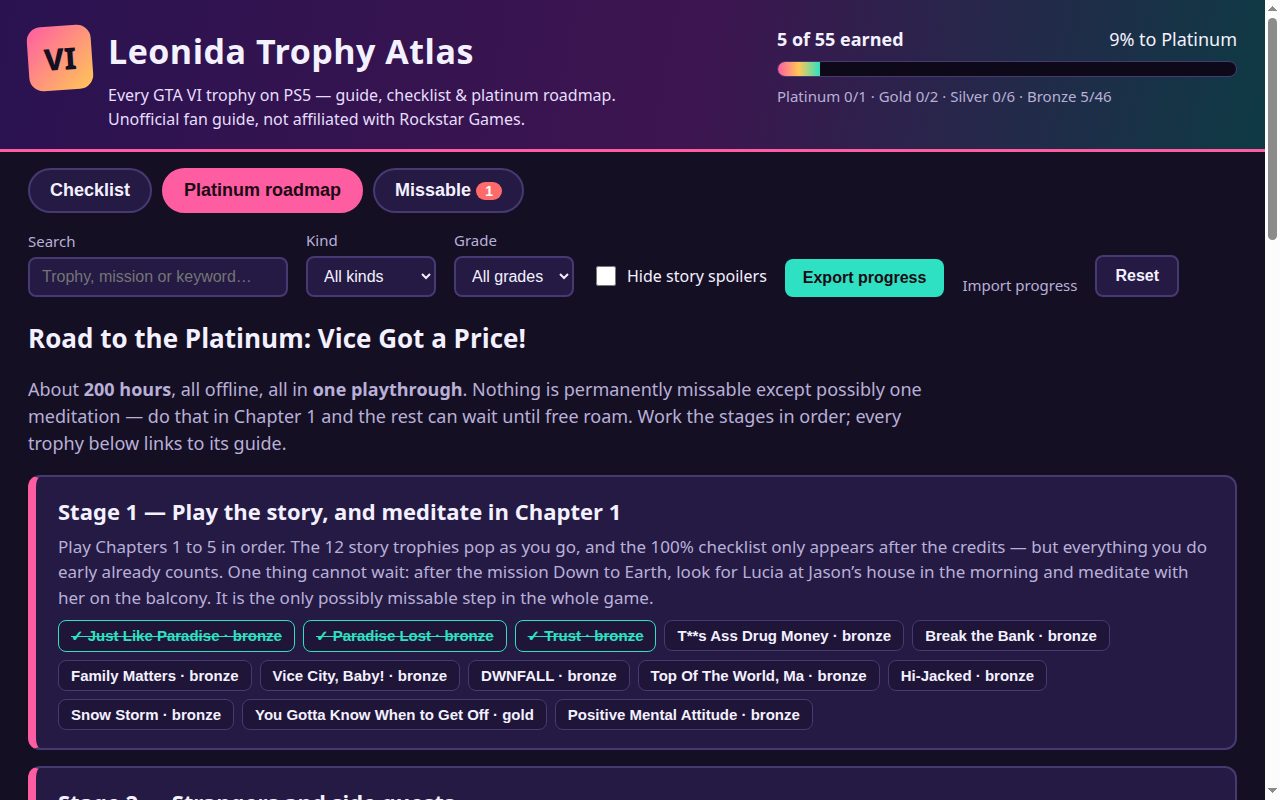 VI
Leonida Trophy Atlas
Every GTA VI trophy on PS5 — guide, checklist & platinum roadmap.
Unofficial fan guide, not affiliated with Rockstar Games.
5 of 55 earned
9% to Platinum
Platinum 0/1 · Gold 0/2 · Silver 0/6 · Bronze 5/46
Checklist
Platinum roadmap
Missable 1
Search
Kind
Grade
Trophy, mission or keyword…
All kinds
All grades
Hide story spoilers
Export progress
Import progress
Reset
Road to the Platinum: Vice Got a Price!
About 200 hours, all offline, all in one playthrough. Nothing is permanently missable except possibly one
meditation — do that in Chapter 1 and the rest can wait until free roam. Work the stages in order; every
trophy below links to its guide.
Stage 1 — Play the story, and meditate in Chapter 1
Play Chapters 1 to 5 in order. The 12 story trophies pop as you go, and the 100% checklist only appears after the credits — but everything you do
early already counts. One thing cannot wait: after the mission Down to Earth, look for Lucia at Jason’s house in the morning and meditate with
her on the balcony. It is the only possibly missable step in the whole game.
✓ Just Like Paradise · bronze
✓ Paradise Lost · bronze
✓ Trust · bronze
T**s Ass Drug Money · bronze
Break the Bank · bronze
Family Matters · bronze
Vice City, Baby! · bronze
DWNFALL · bronze
Top Of The World, Ma · bronze
Hi-Jacked · bronze
Snow Storm · bronze
You Gotta Know When to Get Off · gold
Positive Mental Attitude · bronze
Stage 2 — Strangers and side quests